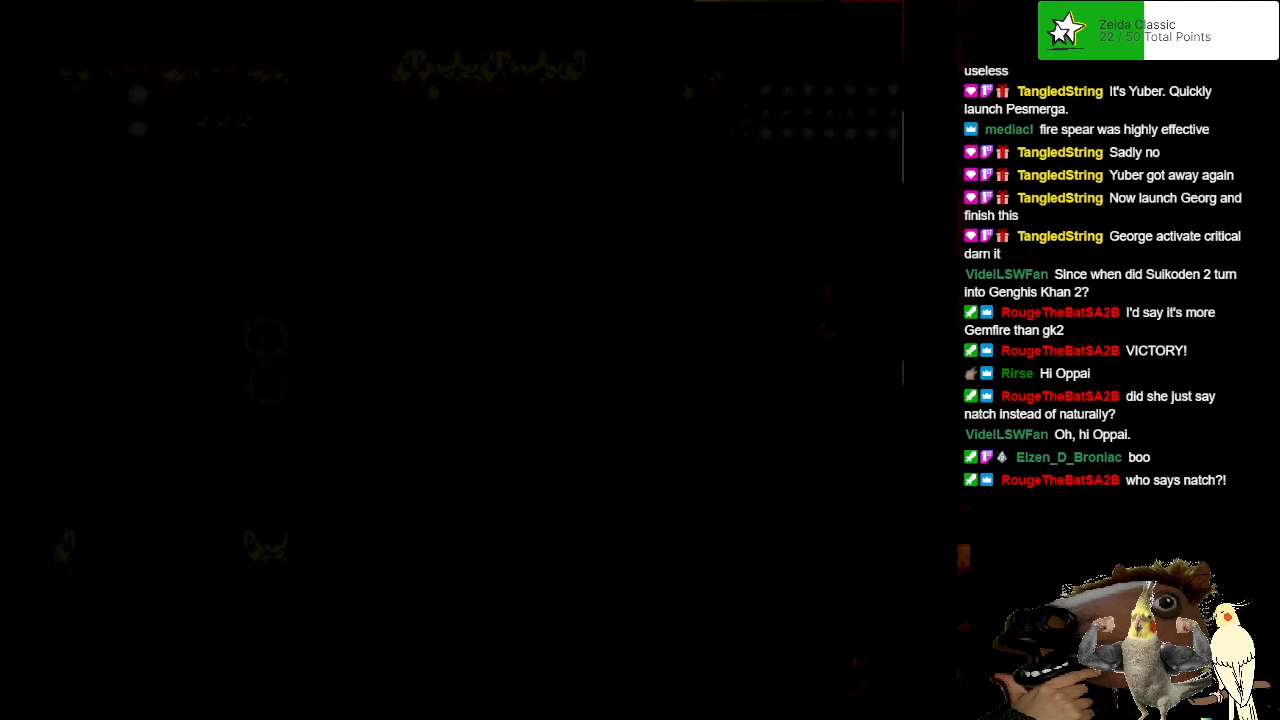 Zelda Classic
22 / 50 Total Points
useless
TangledString It's Yuber. Quickly
launch Pesmerga.
mediacl fire spear was highly effective
TangledString Sadly no
TangledString Yuber got away again
TangledString Now launch Georg and
finish this
TangledString George activate critical
darn it
VidelLSWFan Since when did Suikoden 2 turn
into Genghis Khan 2?
RougeTheBatSA2B I'd say it's more
Gemfire than gk2
RougeTheBatSA2B VICTORY!
Rirse Hi Oppai
RougeTheBatSA2B did she just say
natch instead of naturally?
VidelLSWFan Oh, hi Oppai.
Eizen_D_Broniac boo
RougeTheBatSA2B who says natch?!